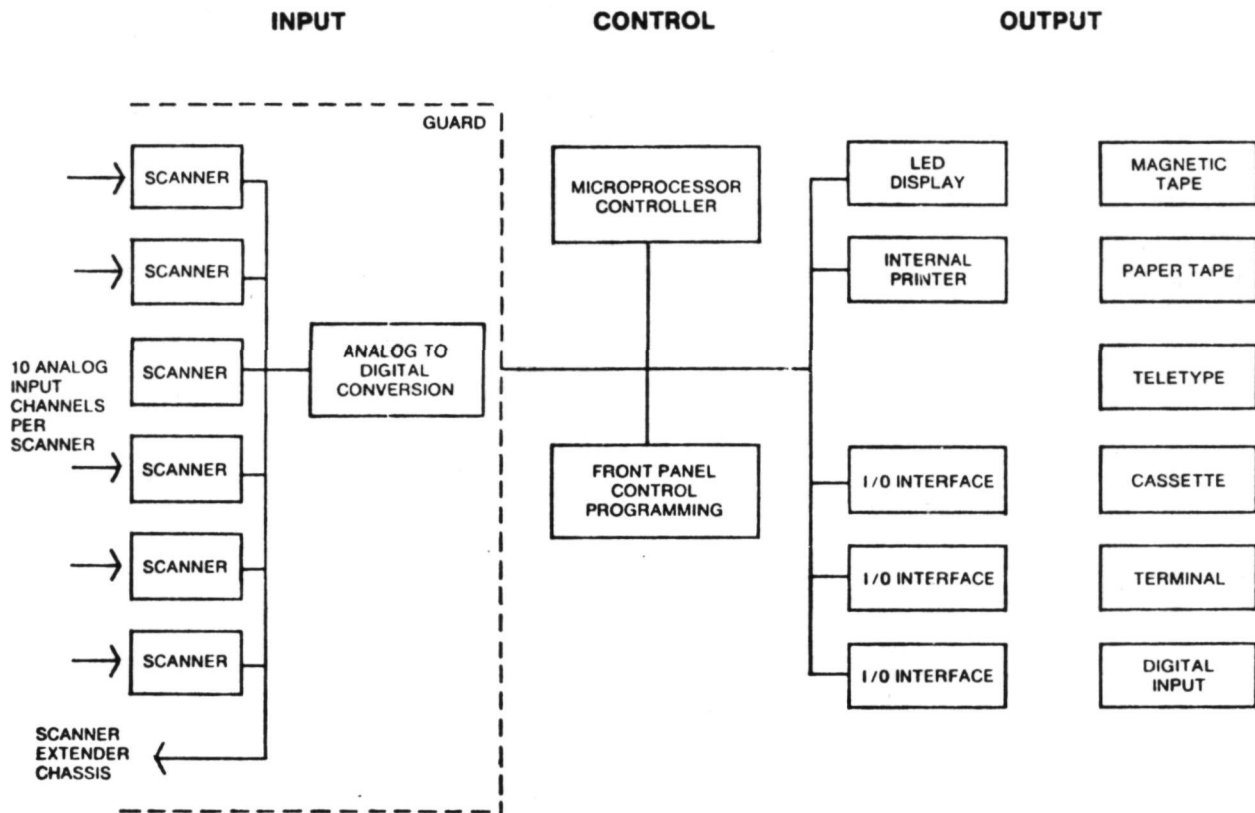 INPUT
CONTROL
OUTPUT
GUARD
SCANNER
SCANNER
SCANNER
SCANNER
SCANNER
SCANNER
10 ANALOG
INPUT
CHANNELS
PER
SCANNER
SCANNER
EXTENDER
CHASSIS
ANALOG TO
DIGITAL
CONVERSION
MICROPROCESSOR
CONTROLLER
FRONT PANEL
CONTROL
PROGRAMMING
LED
DISPLAY
INTERNAL
PRINTER
I/O INTERFACE
I/O INTERFACE
I/O INTERFACE
MAGNETIC
TAPE
PAPER TAPE
TELETYPE
CASSETTE
TERMINAL
DIGITAL
INPUT